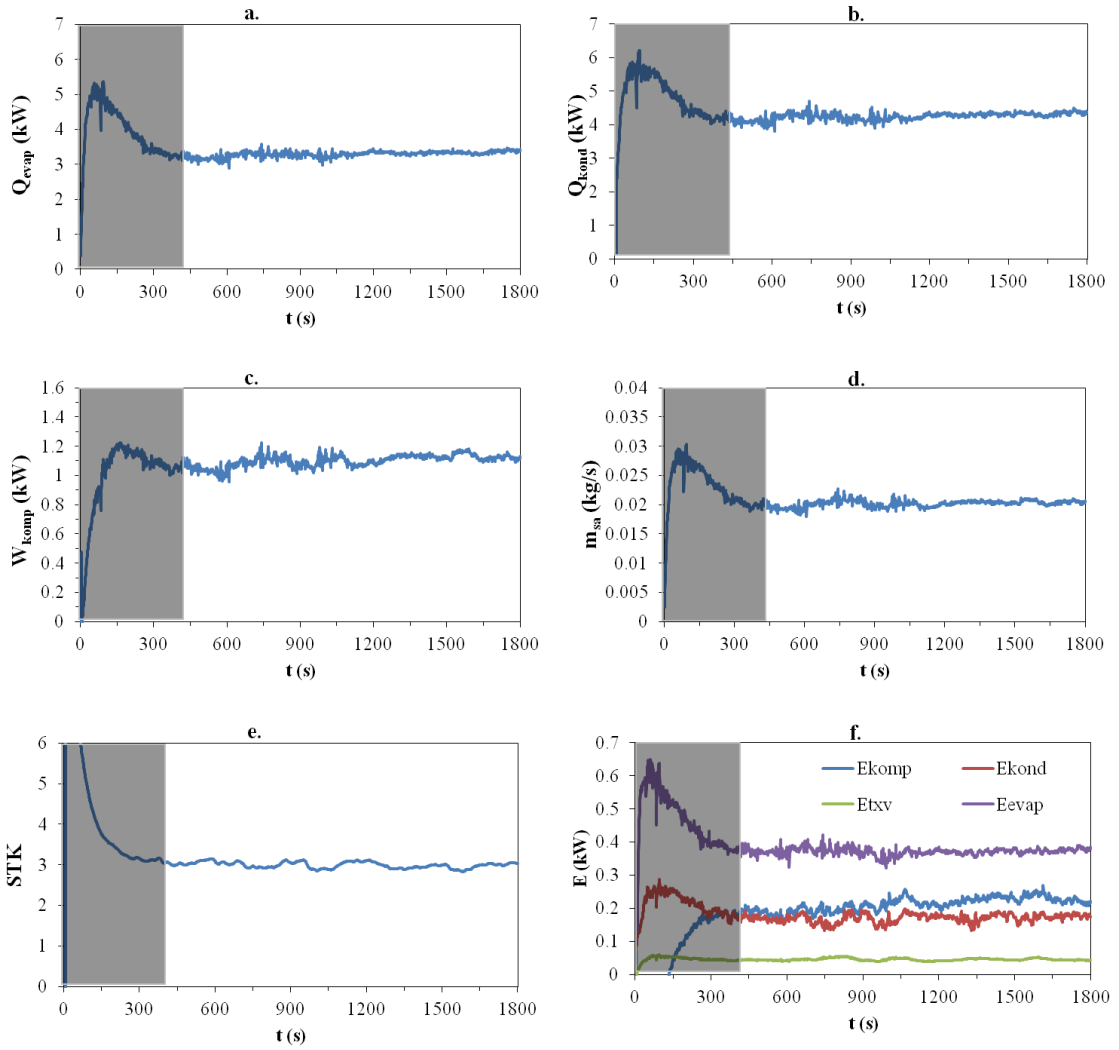 a.
7
6
5
4
3
2
1
0
Qevap (kW)
0 300 600 900 1200 1500 1800
t (s)
b.
7
6
5
4
3
2
1
0
Qkond (kW)
0 300 600 900 1200 1500 1800
t (s)
c.
1.6
1.4
1.2
1
0.8
0.6
0.4
0.2
0
Wkomp (kW)
0 300 600 900 1200 1500 1800
t (s)
d.
0.04
0.035
0.03
0.025
0.02
0.015
0.01
0.005
0
msa (kg/s)
0 300 600 900 1200 1500 1800
t (s)
e.
6
5
4
3
2
1
0
STK
0 300 600 900 1200 1500 1800
t (s)
f.
0.7
0.6
0.5
0.4
0.3
0.2
0.1
0
E (kW)
Ekomp Ekond
Etxv Eevap
0 300 600 900 1200 1500 1800
t (s)